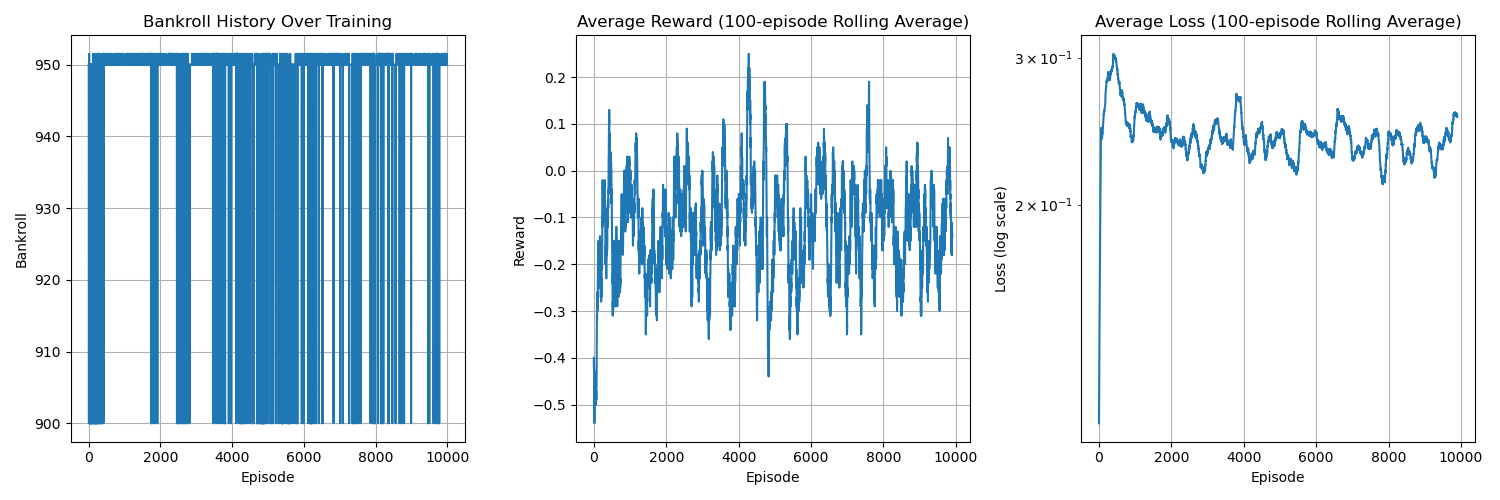 Bankroll History Over Training
Bankroll
950
940
930
920
910
900
0 2000 4000 6000 8000 10000
Episode
Average Reward (100-episode Rolling Average)
Reward
0.2
0.1
0.0
−0.1
−0.2
−0.3
−0.4
−0.5
0 2000 4000 6000 8000 10000
Episode
Average Loss (100-episode Rolling Average)
Loss (log scale)
3 × 10⁻¹
2 × 10⁻¹
0 2000 4000 6000 8000 10000
Episode